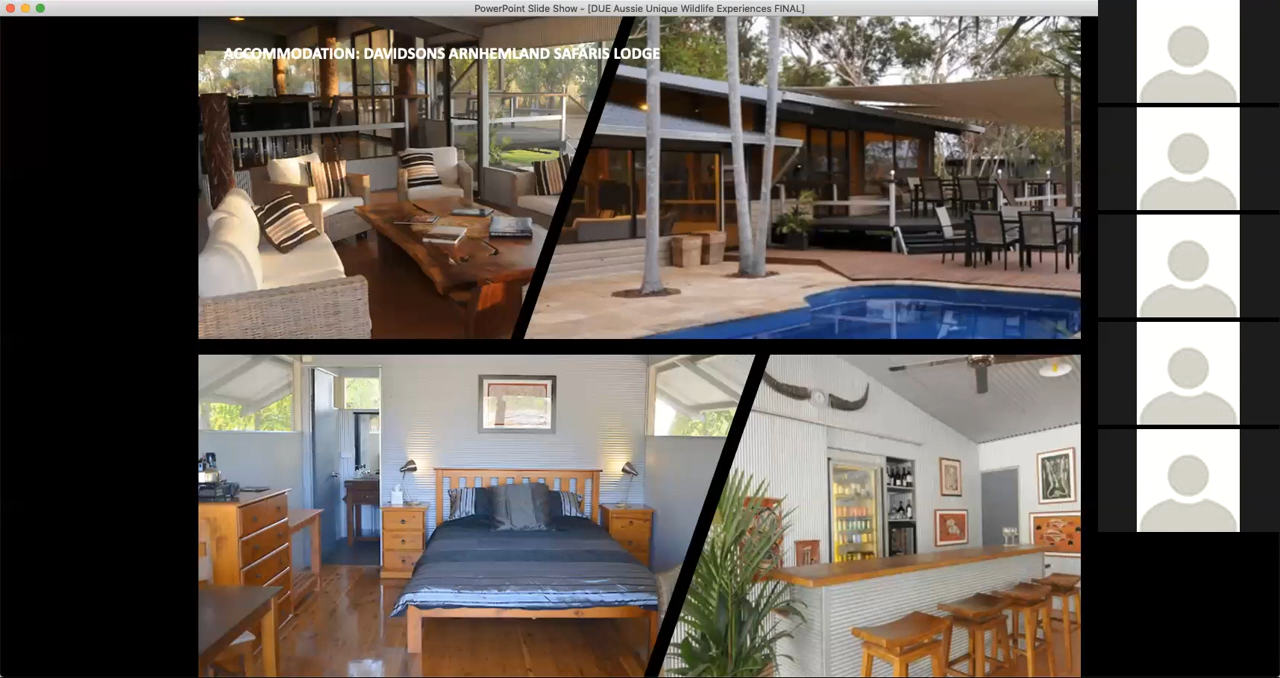 PowerPoint Slide Show - [DUE Aussie Unique Wildlife Experiences FINAL]
ACCOMMODATION: DAVIDSONS ARNHEMLAND SAFARIS LODGE